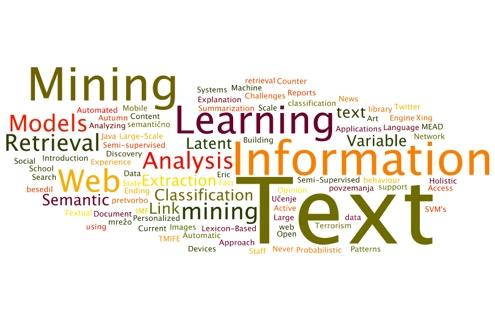 retrieval Counter
Mining
Systems Machine
Challenges Reports
Explanation
classification News
Automated Mobile
Summarization Scale
library Twitter
Models
Autumn Content
Learning
text Art
Engine Xing
Analyzing semantično
Applications Language MEAD
Retrieval
Java Large-Scale
Latent
Building
Variable
Network
Semi-supervised
Social
Introduction
Discovery
Analysis
Information
School
Experience
Search
Web
Data
Eric
Semi-Supervised behaviour
Holistic
State
Extraction
Fast
Text
Opinion
povzemanja support
Access
besedil
pretvorbo
Ending
Classification
Učenje
Semantic
Link
mining
Active
SVM's
Textual Document
IMF
Large
data
mrežo
Personalized
web
Terrorism
using
Current Images
Lexicon-Based
Open
TMIFE
Automatic
Approach
Devices
Staff
Never Probabilistic
Patterns